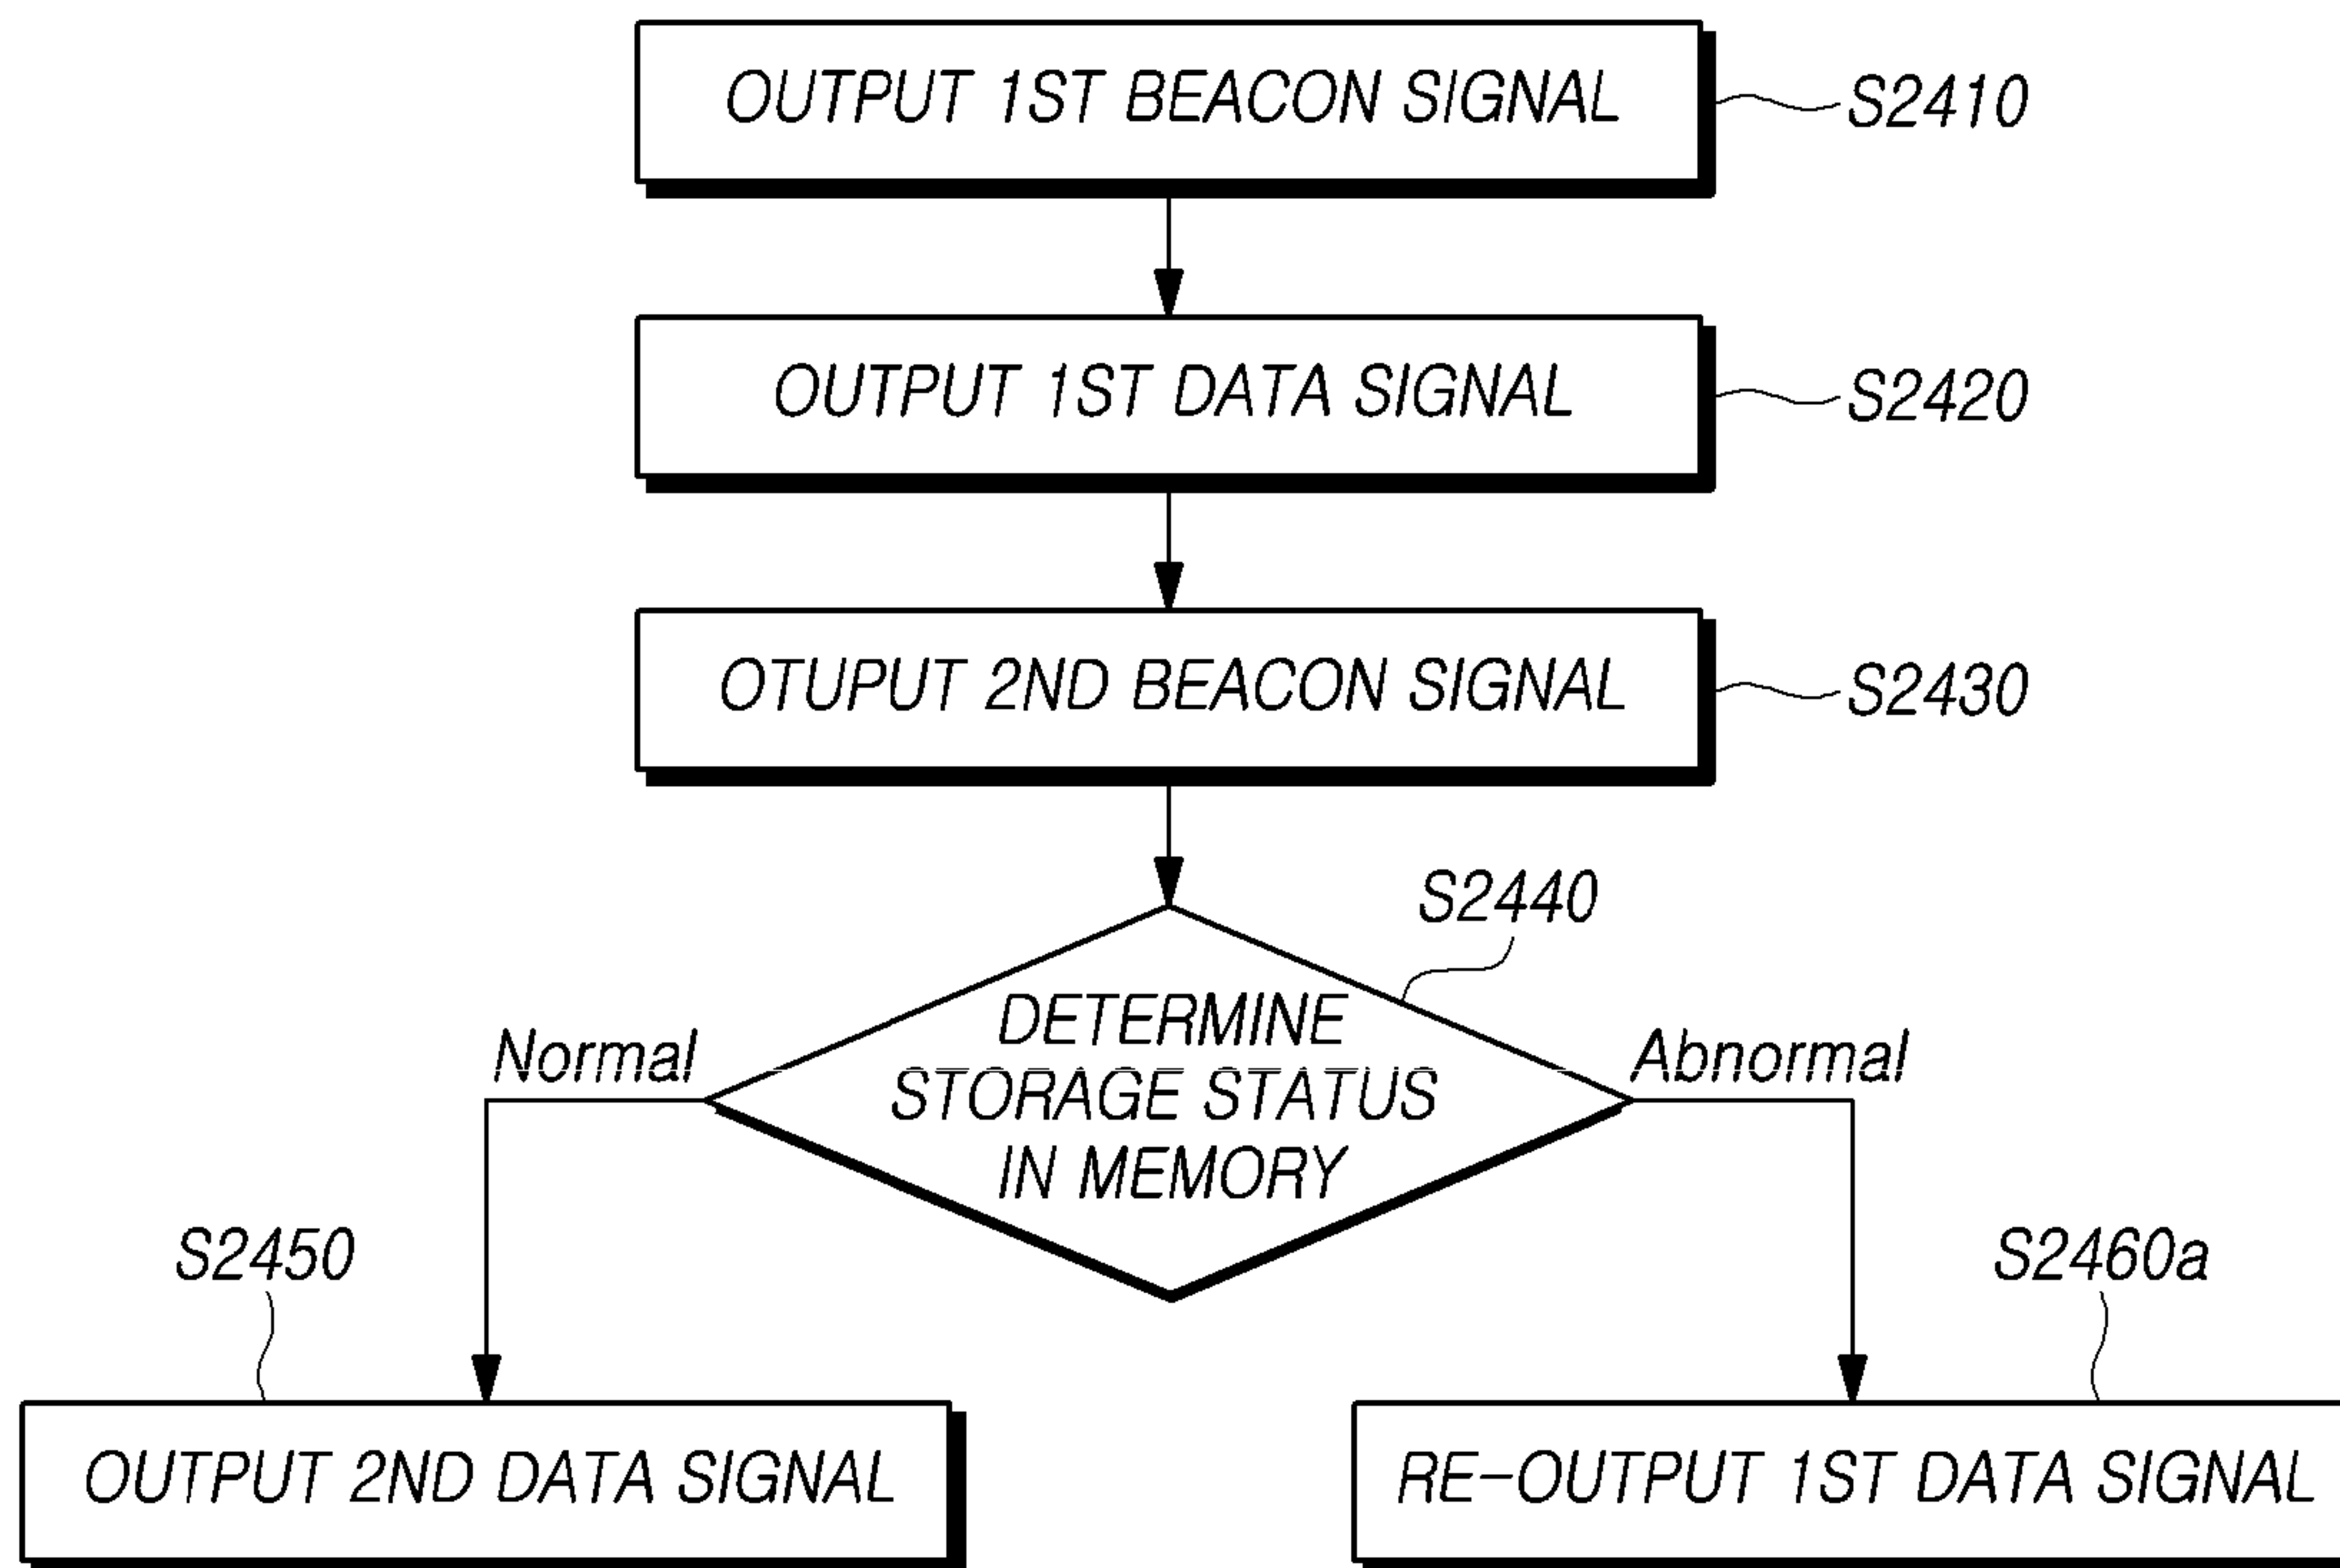 OUTPUT 1ST BEACON SIGNAL
S2410
OUTPUT 1ST DATA SIGNAL
S2420
OTUPUT 2ND BEACON SIGNAL
S2430
S2440
DETERMINE
STORAGE STATUS
IN MEMORY
Normal
Abnormal
S2450
S2460a
OUTPUT 2ND DATA SIGNAL
RE-OUTPUT 1ST DATA SIGNAL